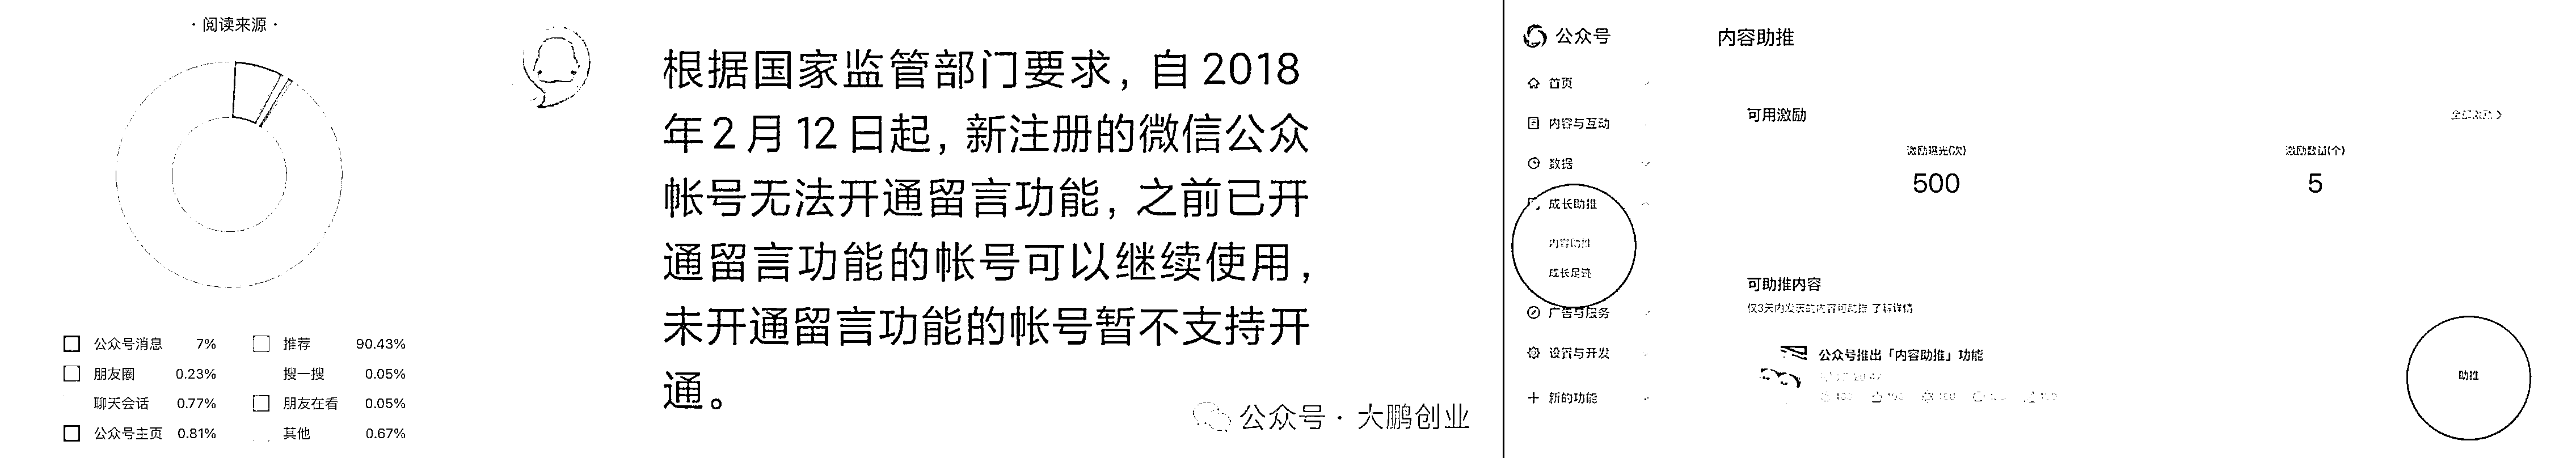 · 阅读来源 ·
公众号消息 7%
推荐 90.43%
朋友圈 0.23%
搜一搜 0.05%
聊天会话 0.77%
朋友在看 0.05%
公众号主页 0.81%
其他 0.67%
根据国家监管部门要求，自 2018
年 2 月 12 日起，新注册的微信公众
帐号无法开通留言功能，之前已开
通留言功能的帐号可以继续使用，
未开通留言功能的帐号暂不支持开
通。
公众号 · 大鹏创业
公众号
首页
内容与互动
数据
成长助推
内容助推
成长足迹
广告与服务
设置与开发
新的功能
内容助推
可用激励
激励曝光(次)
500
激励数量(个)
5
可助推内容
仅3天内发表的内容可助推 了解详情
公众号推出「内容助推」功能
助推